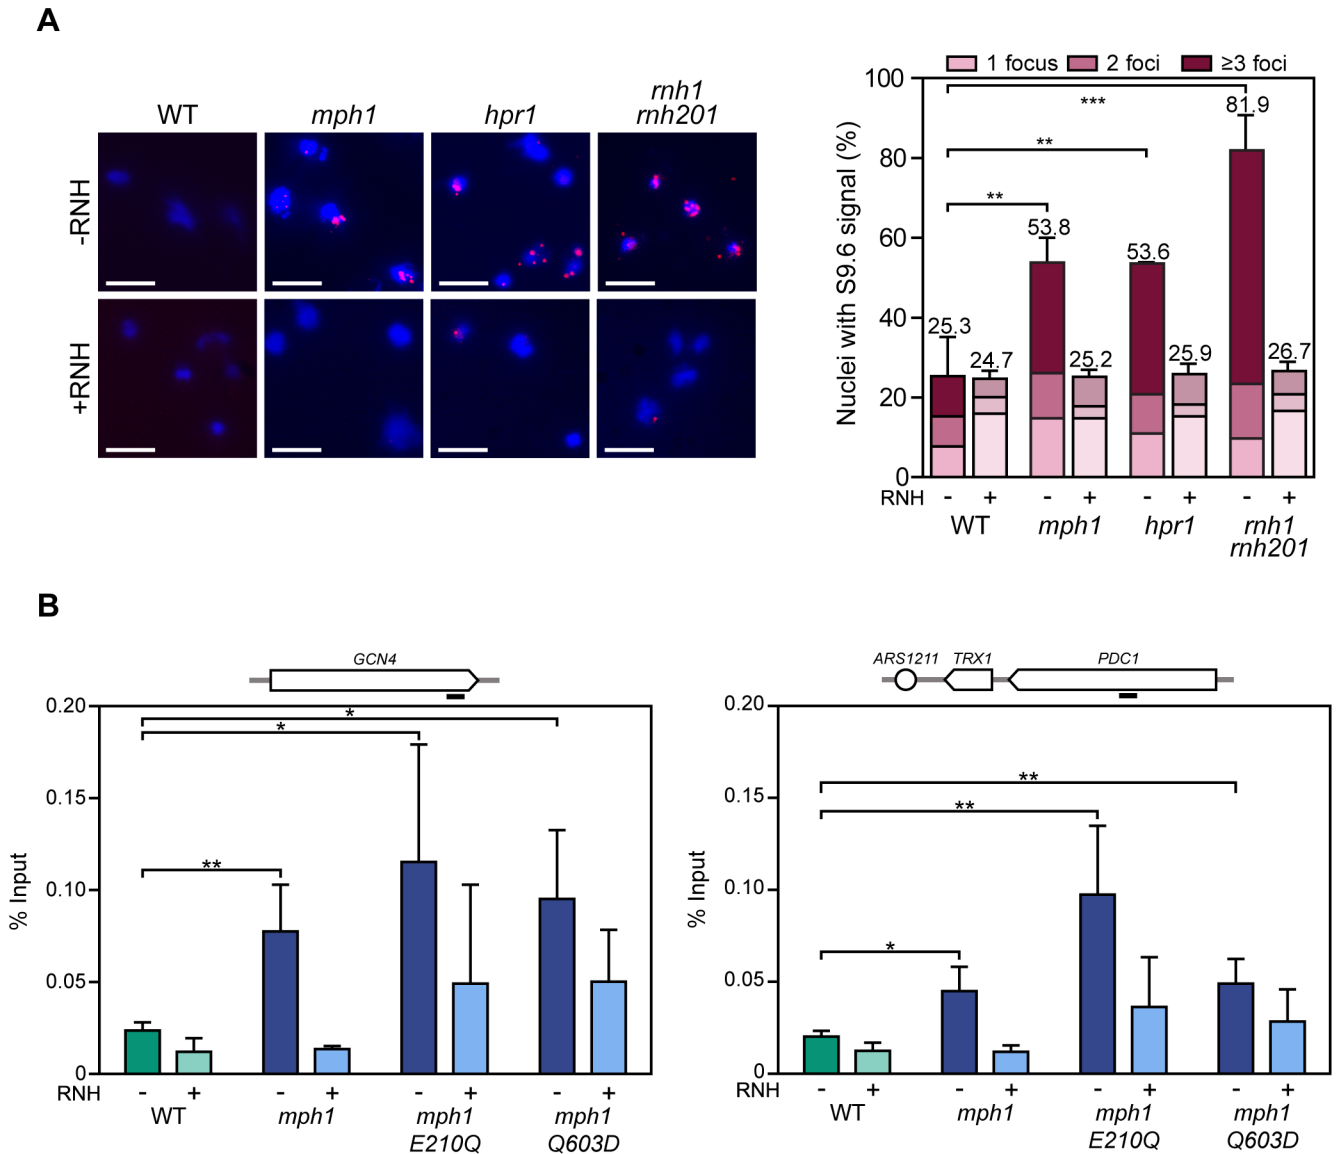 A
WT
mph1
hpr1
rnh1
rnh201
-RNH
+RNH
1 focus
2 foci
≥3 foci
Nuclei with S9.6 signal (%)
100
80
60
40
20
0
***
**
**
25.3
24.7
53.8
25.2
53.6
25.9
81.9
26.7
RNH - + - + - + - +
WT
mph1
hpr1
rnh1
rnh201
B
GCN4
% Input
0.20
0.15
0.10
0.05
0
*
*
**
RNH - + - + - + - +
WT
mph1
mph1
E210Q
mph1
Q603D
ARS1211
TRX1
PDC1
% Input
0.20
0.15
0.10
0.05
0
**
**
*
RNH - + - + - + - +
WT
mph1
mph1
E210Q
mph1
Q603D